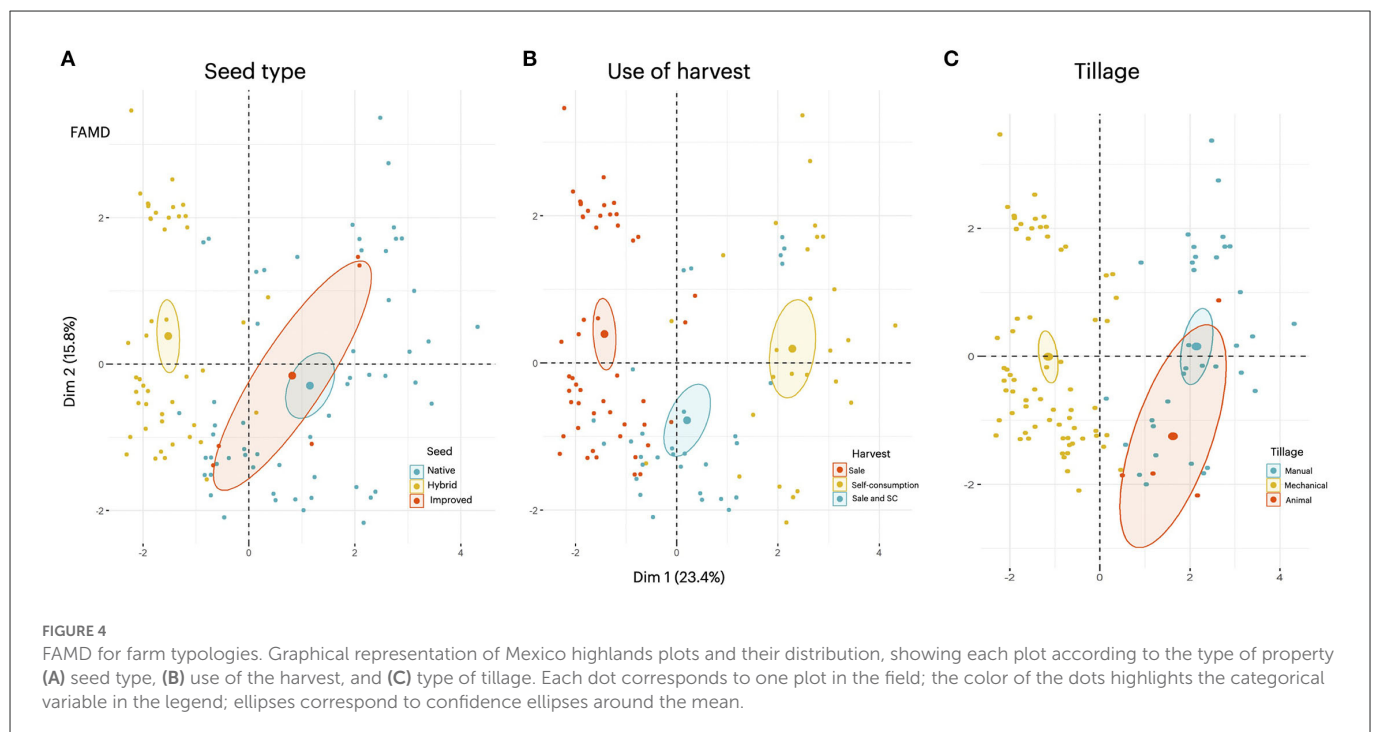 A
Seed type
B
Use of harvest
C
Tillage
FAMD
Dim 2 (15.8%)
2
0
-2
-2
0
2
4
Seed
Native
Hybrid
Improved
2
0
-2
-2
0
2
4
Harvest
Sale
Self-consumption
Sale and SC
Dim 1 (23.4%)
2
0
-2
-2
0
2
4
Tillage
Manual
Mechanical
Animal
FIGURE 4
FAMD for farm typologies. Graphical representation of Mexico highlands plots and their distribution, showing each plot according to the type of property
(A) seed type, (B) use of the harvest, and (C) type of tillage. Each dot corresponds to one plot in the field; the color of the dots highlights the categorical
variable in the legend; ellipses correspond to confidence ellipses around the mean.